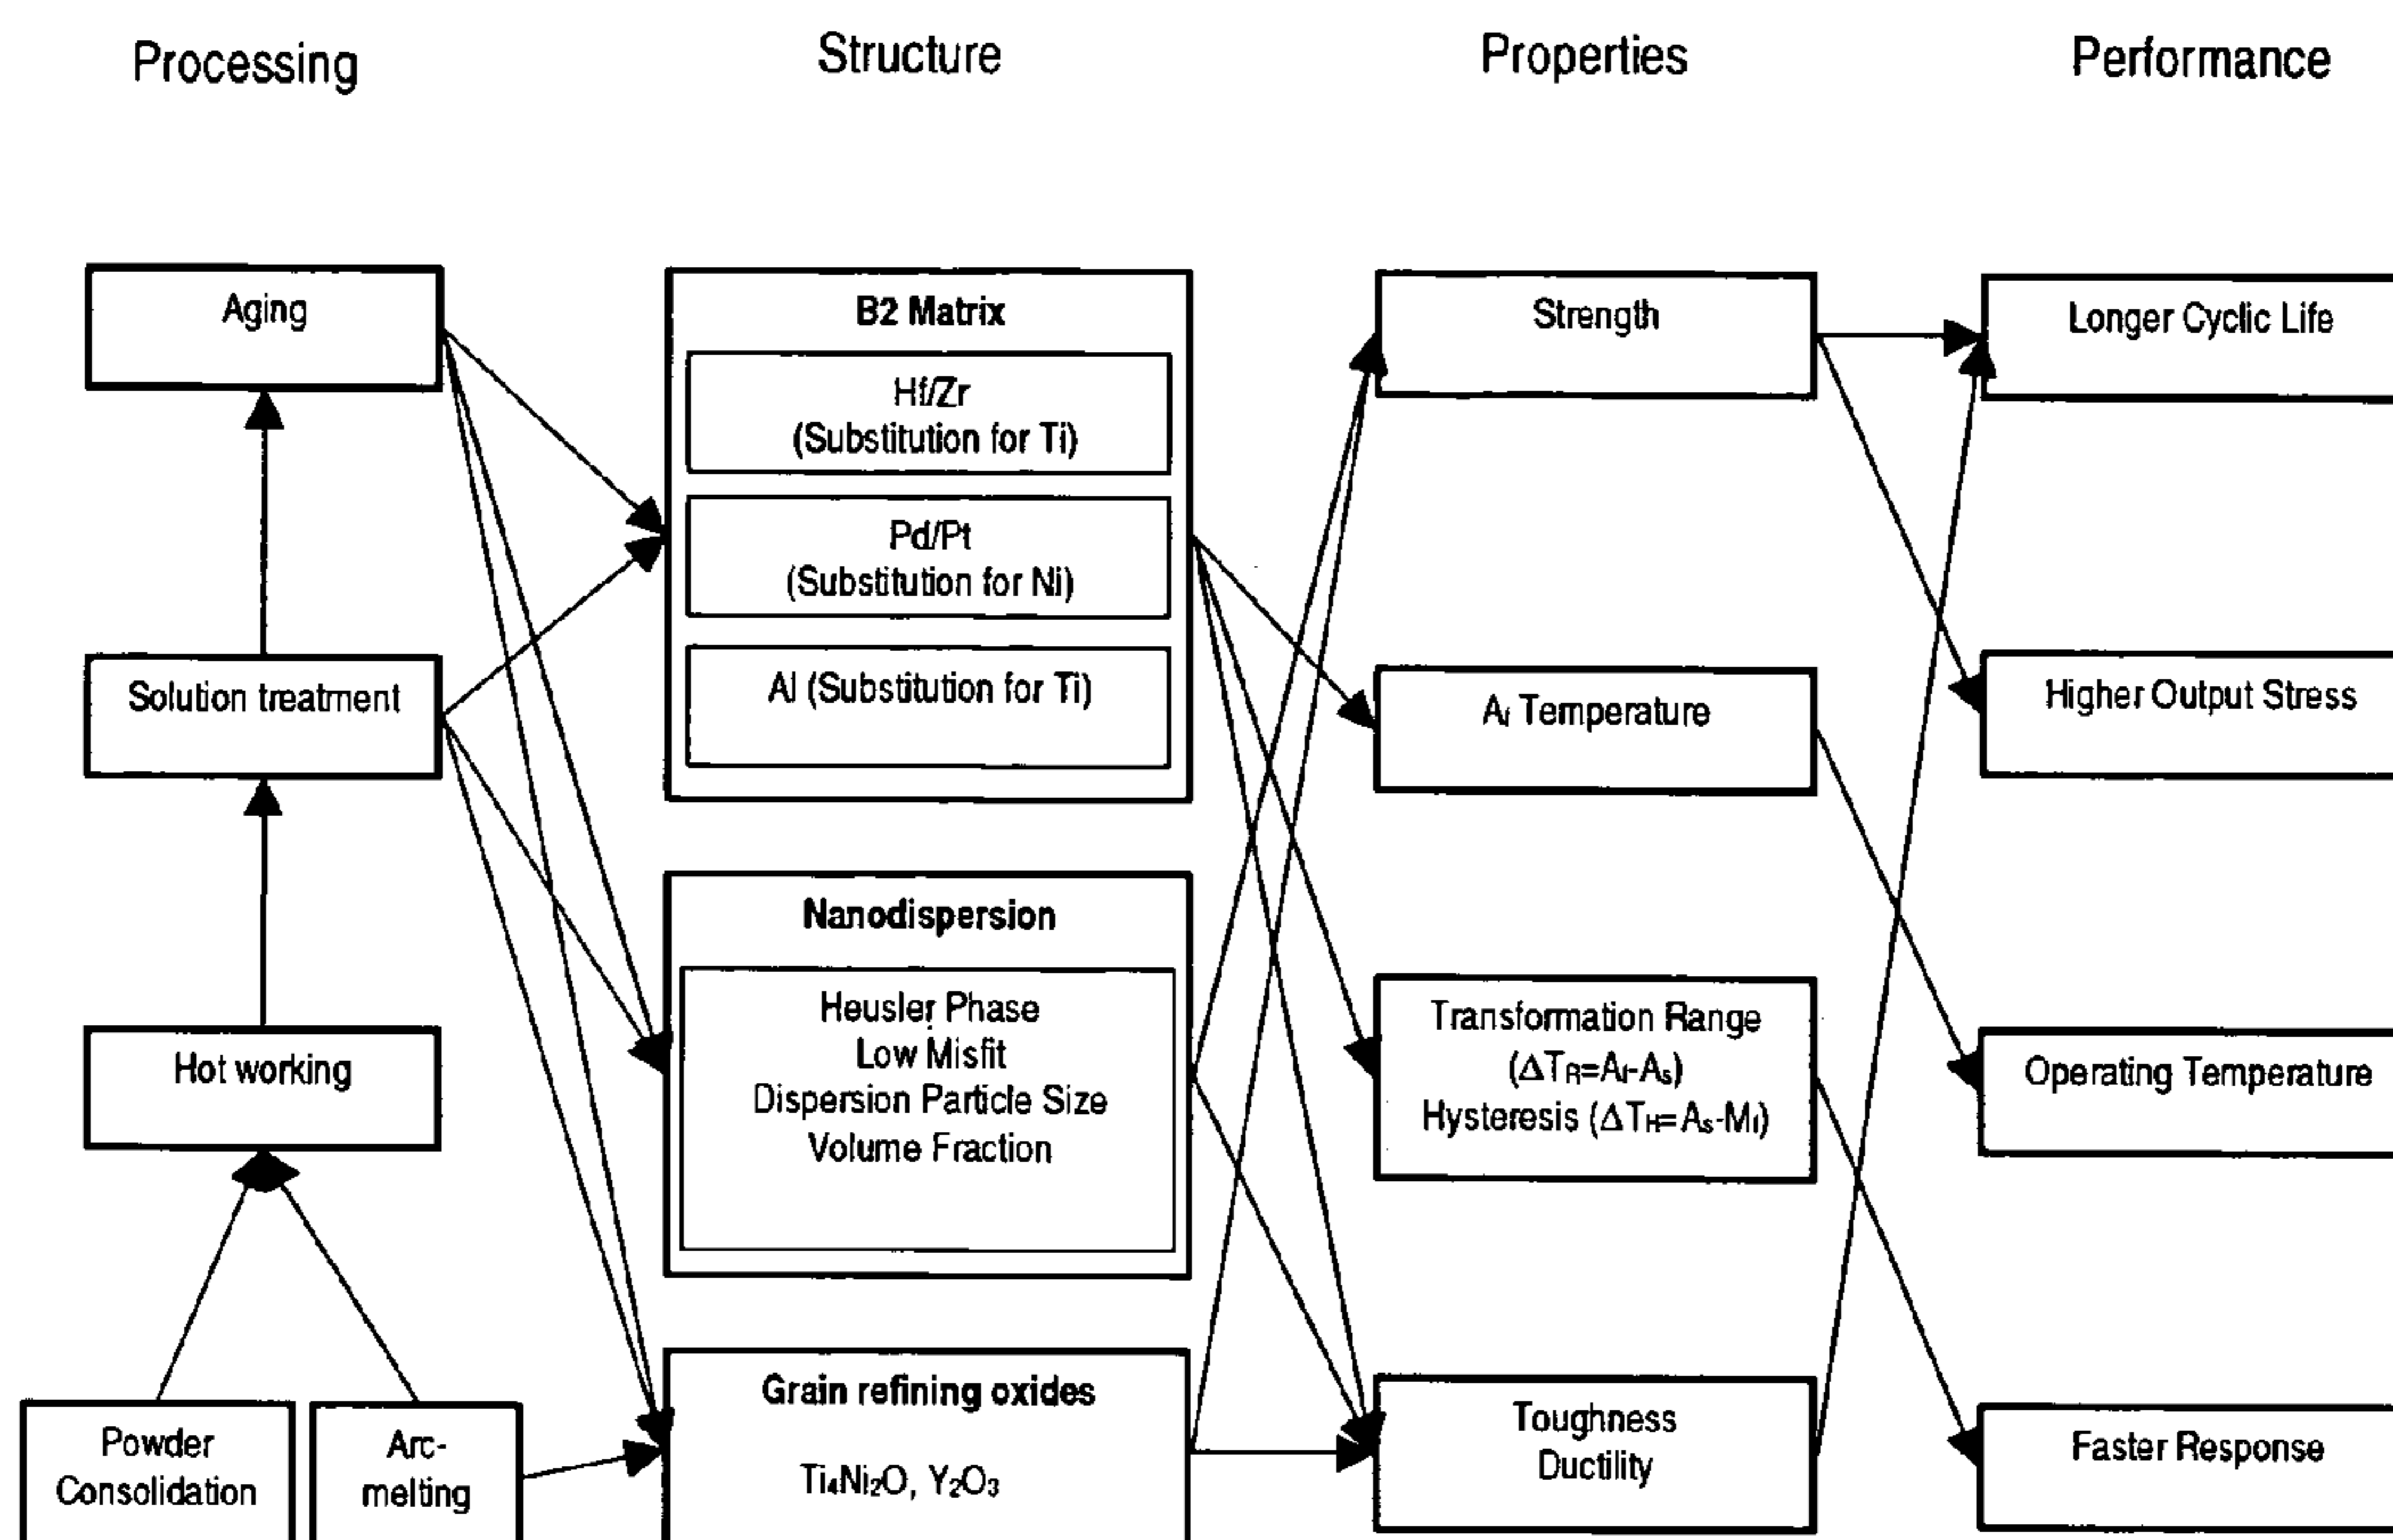 Processing
Structure
Properties
Performance
Aging
Solution treatment
Hot working
Powder
Consolidation
Arc-
melting
B2 Matrix
Hf/Zr
(Substitution for Ti)
Pd/Pt
(Substitution for Ni)
Al (Substitution for Ti)
Nanodispersion
Heusler Phase
Low Misfit
Dispersion Particle Size
Volume Fraction
Grain refining oxides
Ti₄Ni₂O, Y₂O₃
Strength
Af Temperature
Transformation Range
(ΔTR=Af-As)
Hysteresis (ΔTH=As-Mf)
Toughness
Ductility
Longer Cyclic Life
Higher Output Stress
Operating Temperature
Faster Response